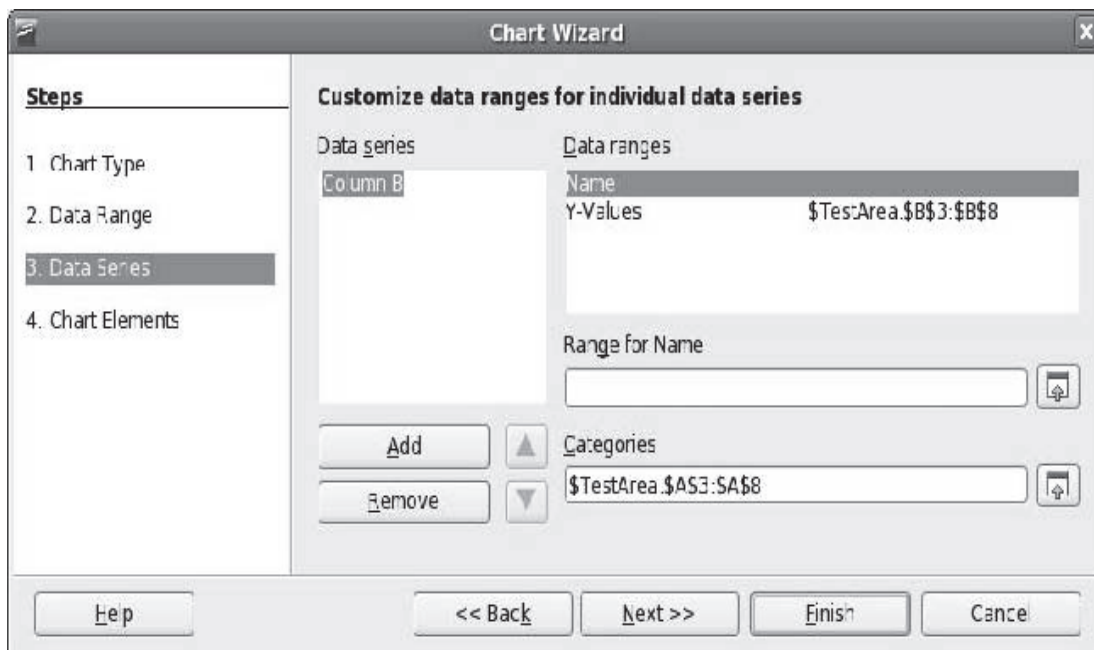 Chart Wizard
Steps
1 Chart Type
2. Data Range
3. Data Series
4. Chart Elements
Customize data ranges for individual data series
Data series
Column B
Data ranges
Name
Y-Values $TestArea.$B$3:$B$8
Range for Name
Add
Remove
Categories
$TestArea.$A$3:$A$8
Help
<< Back
Next >>
Finish
Cancel